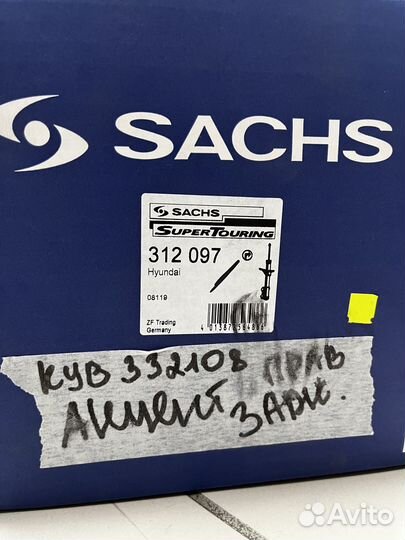 SACHS
SACHS
SUPERTOURING
312 097
Hyundai
08119
ZF Trading
Germany
KYB 332108 ПРАВ
Акцент ЗАДН.
Avito